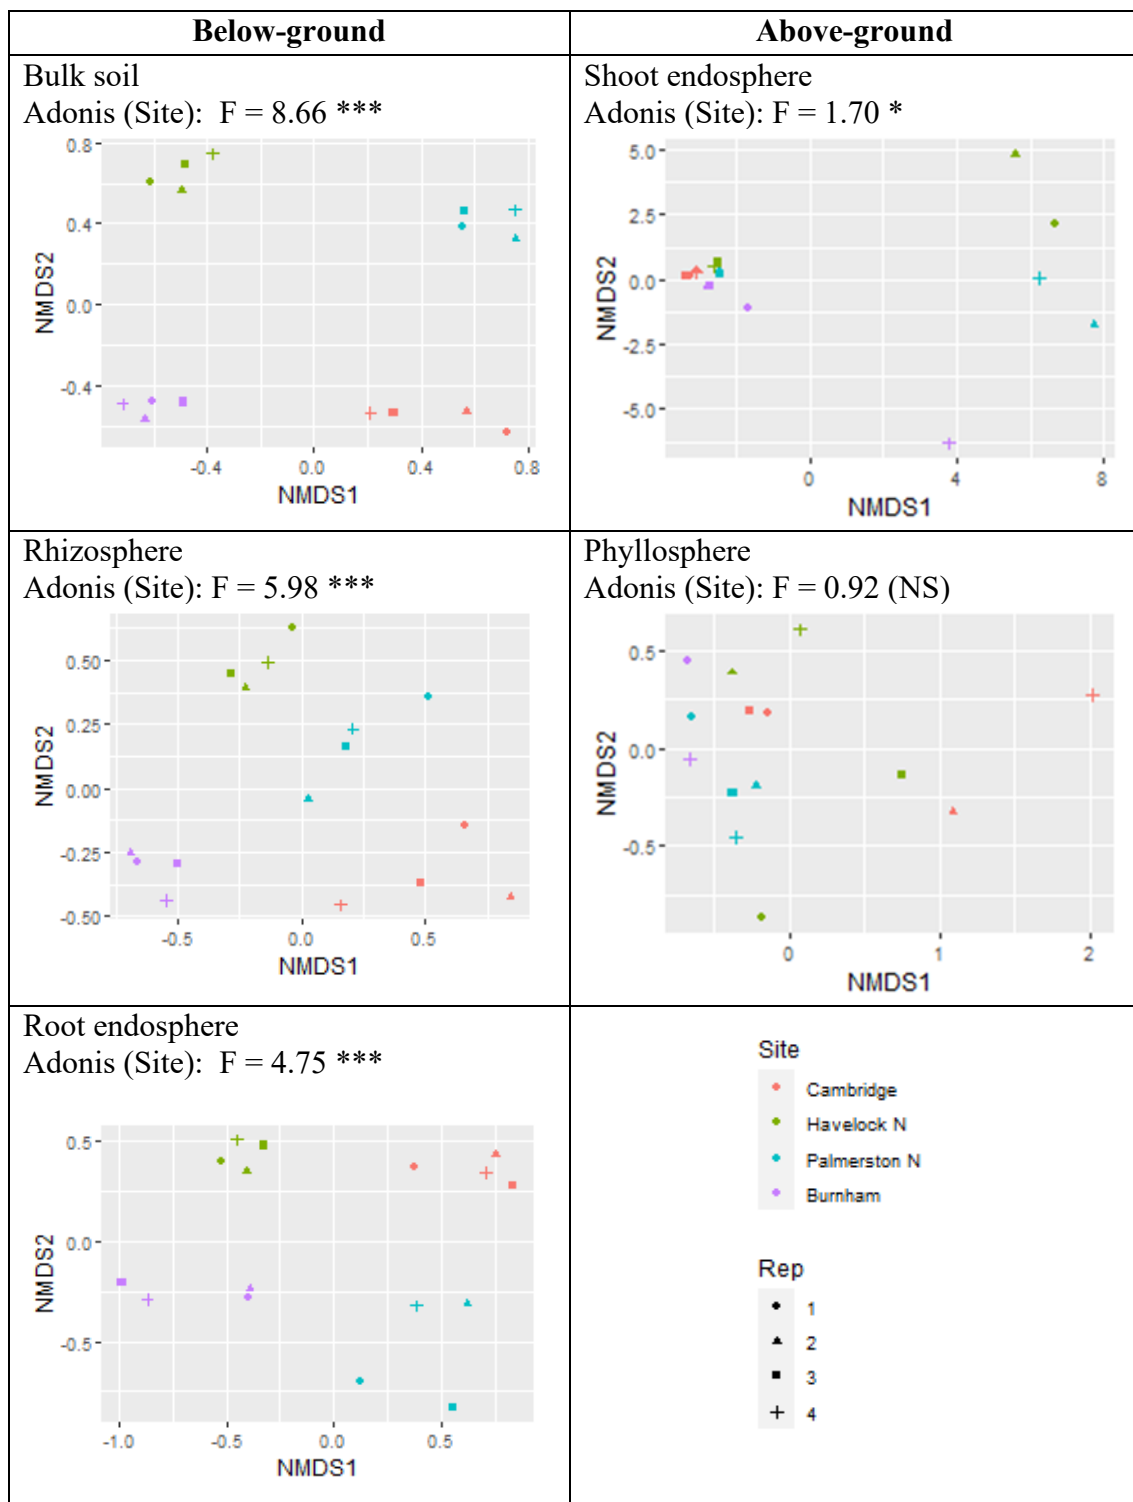 Below-ground
Above-ground
Bulk soil
Adonis (Site):  F = 8.66 ***
0.8
0.4
0.0
-0.4
NMDS2
-0.4
0.0
0.4
0.8
NMDS1
Shoot endosphere
Adonis (Site): F = 1.70 *
5.0
2.5
0.0
-2.5
-5.0
NMDS2
0
4
8
NMDS1
Rhizosphere
Adonis (Site): F = 5.98 ***
0.50
0.25
0.00
-0.25
-0.50
NMDS2
-0.5
0.0
0.5
NMDS1
Phyllosphere
Adonis (Site): F = 0.92 (NS)
0.5
0.0
-0.5
NMDS2
0
1
2
NMDS1
Root endosphere
Adonis (Site):  F = 4.75 ***
0.5
0.0
-0.5
NMDS2
-1.0
-0.5
0.0
0.5
NMDS1
Site
Cambridge
Havelock N
Palmerston N
Burnham
Rep
1
2
3
4